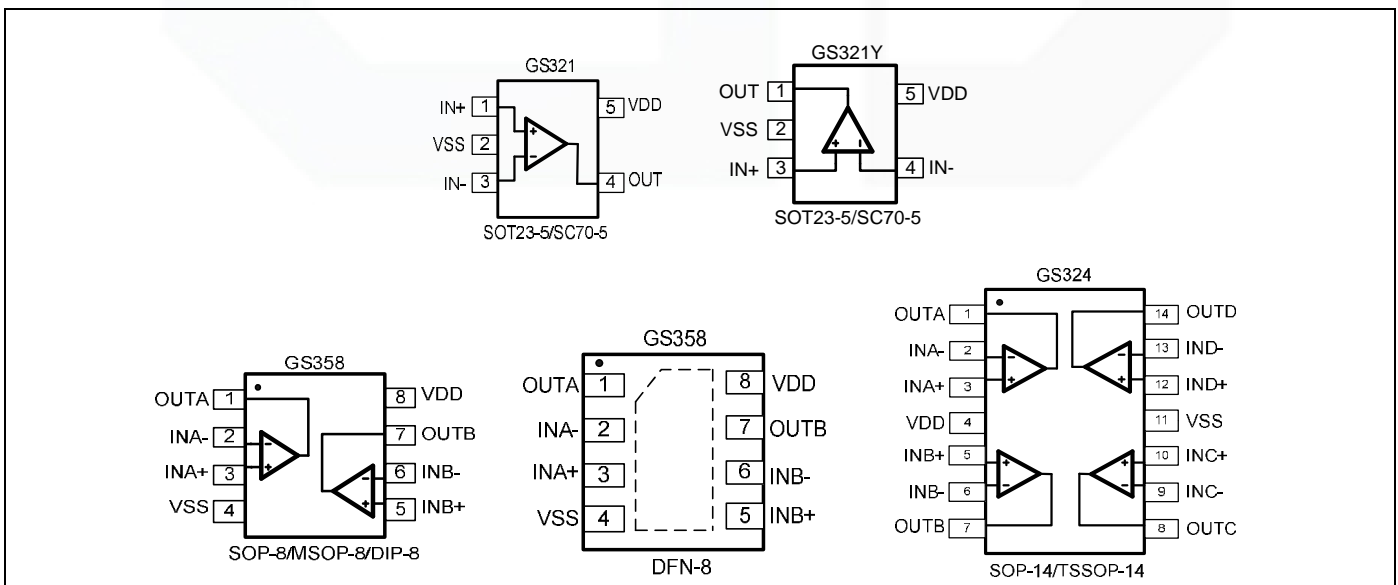 GS321
IN+ 1 5 VDD
+
VSS 2
-
IN- 3 4 OUT
SOT23-5/SC70-5
GS321Y
OUT 1 5 VDD
VSS 2
+ -
IN+ 3 4 IN-
SOT23-5/SC70-5
GS358
OUTA 1 8 VDD
INA- 2 7 OUTB
- +
INA+ 3 6 INB-
- +
VSS 4 5 INB+
SOP-8/MSOP-8/DIP-8
GS358
OUTA 1 8 VDD
INA- 2 7 OUTB
INA+ 3 6 INB-
VSS 4 5 INB+
DFN-8
GS324
OUTA 1 14 OUTD
INA- 2 - - 13 IND-
INA+ 3 + + 12 IND+
VDD 4 11 VSS
INB+ 5 + + 10 INC+
INB- 6 - - 9 INC-
OUTB 7 8 OUTC
SOP-14/TSSOP-14